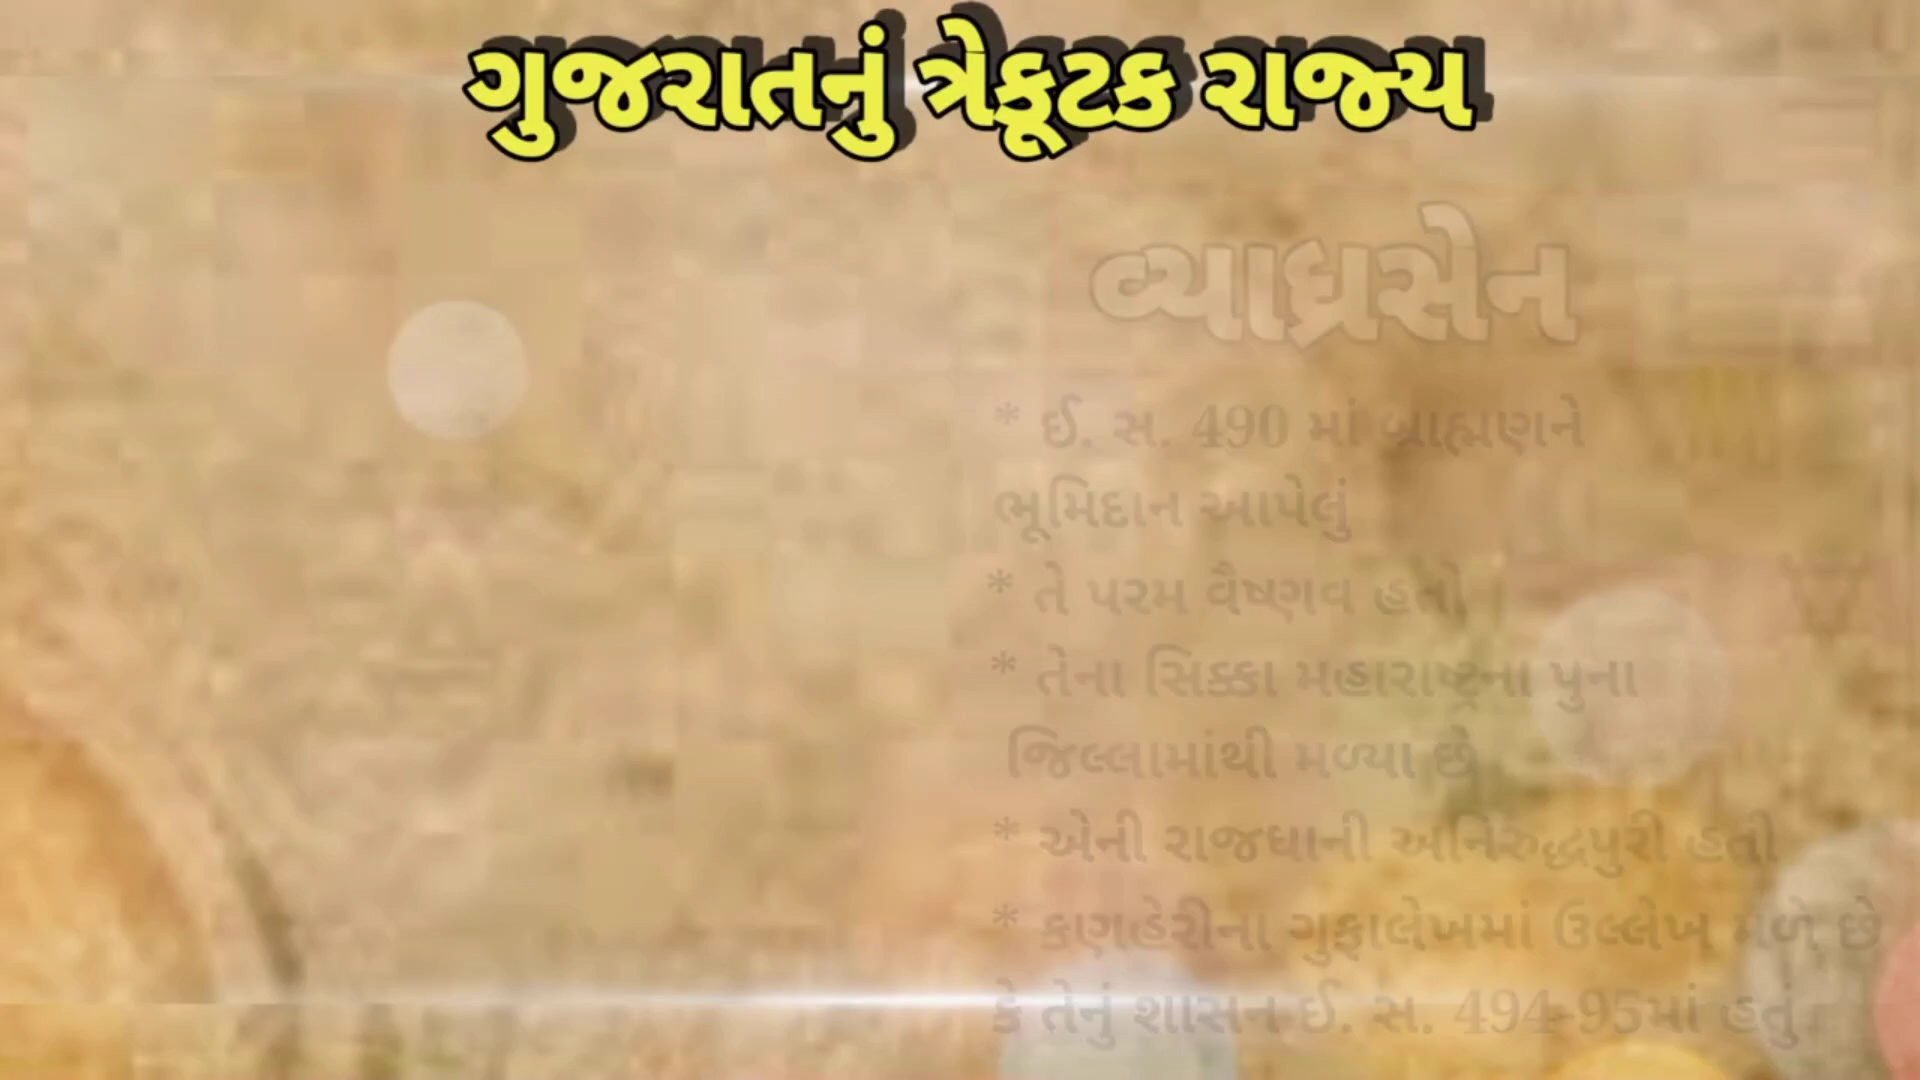 ગુજરાતનું ત્રેકૂટક રાજ્ય
વ્યાઘ્રસેન
* ઈ. સ. 490 માં બ્રાહ્મણને
ભૂમિદાન આપેલું
* તે પરમ વૈષ્ણવ હતો
* તેના સિક્કા મહારાષ્ટ્રના પુના
જિલ્લામાંથી મળ્યા છે
* એની રાજધાની અનિરુદ્ધપુરી હતી
* કણહેરીના ગુફાલેખમાં ઉલ્લેખ મળે છે
કે તેનું શાસન ઈ. સ. 494-95માં હતું